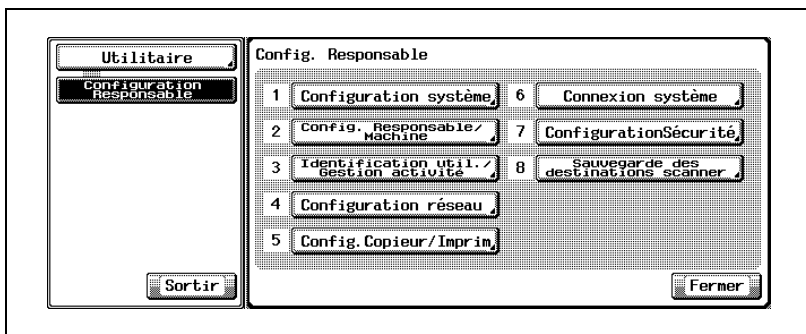 Utilitaire
Configuration
Responsable
Sortir
Config. Responsable
1 Configuration système
2 Config. Responsable/
Machine
3 Identification util./
Gestion activité
4 Configuration réseau
5 Config.Copieur/Imprim
6 Connexion système
7 ConfigurationSécurité
8 Sauvegarde des
destinations scanner
Fermer